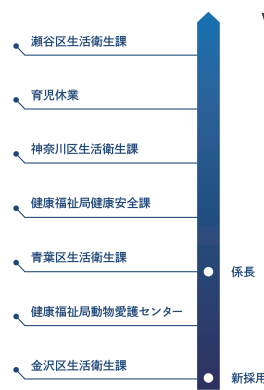 瀬谷区生活衛生課
育児休業
神奈川区生活衛生課
健康福祉局健康安全課
青葉区生活衛生課
係長
健康福祉局動物愛護センター
金沢区生活衛生課
新採用